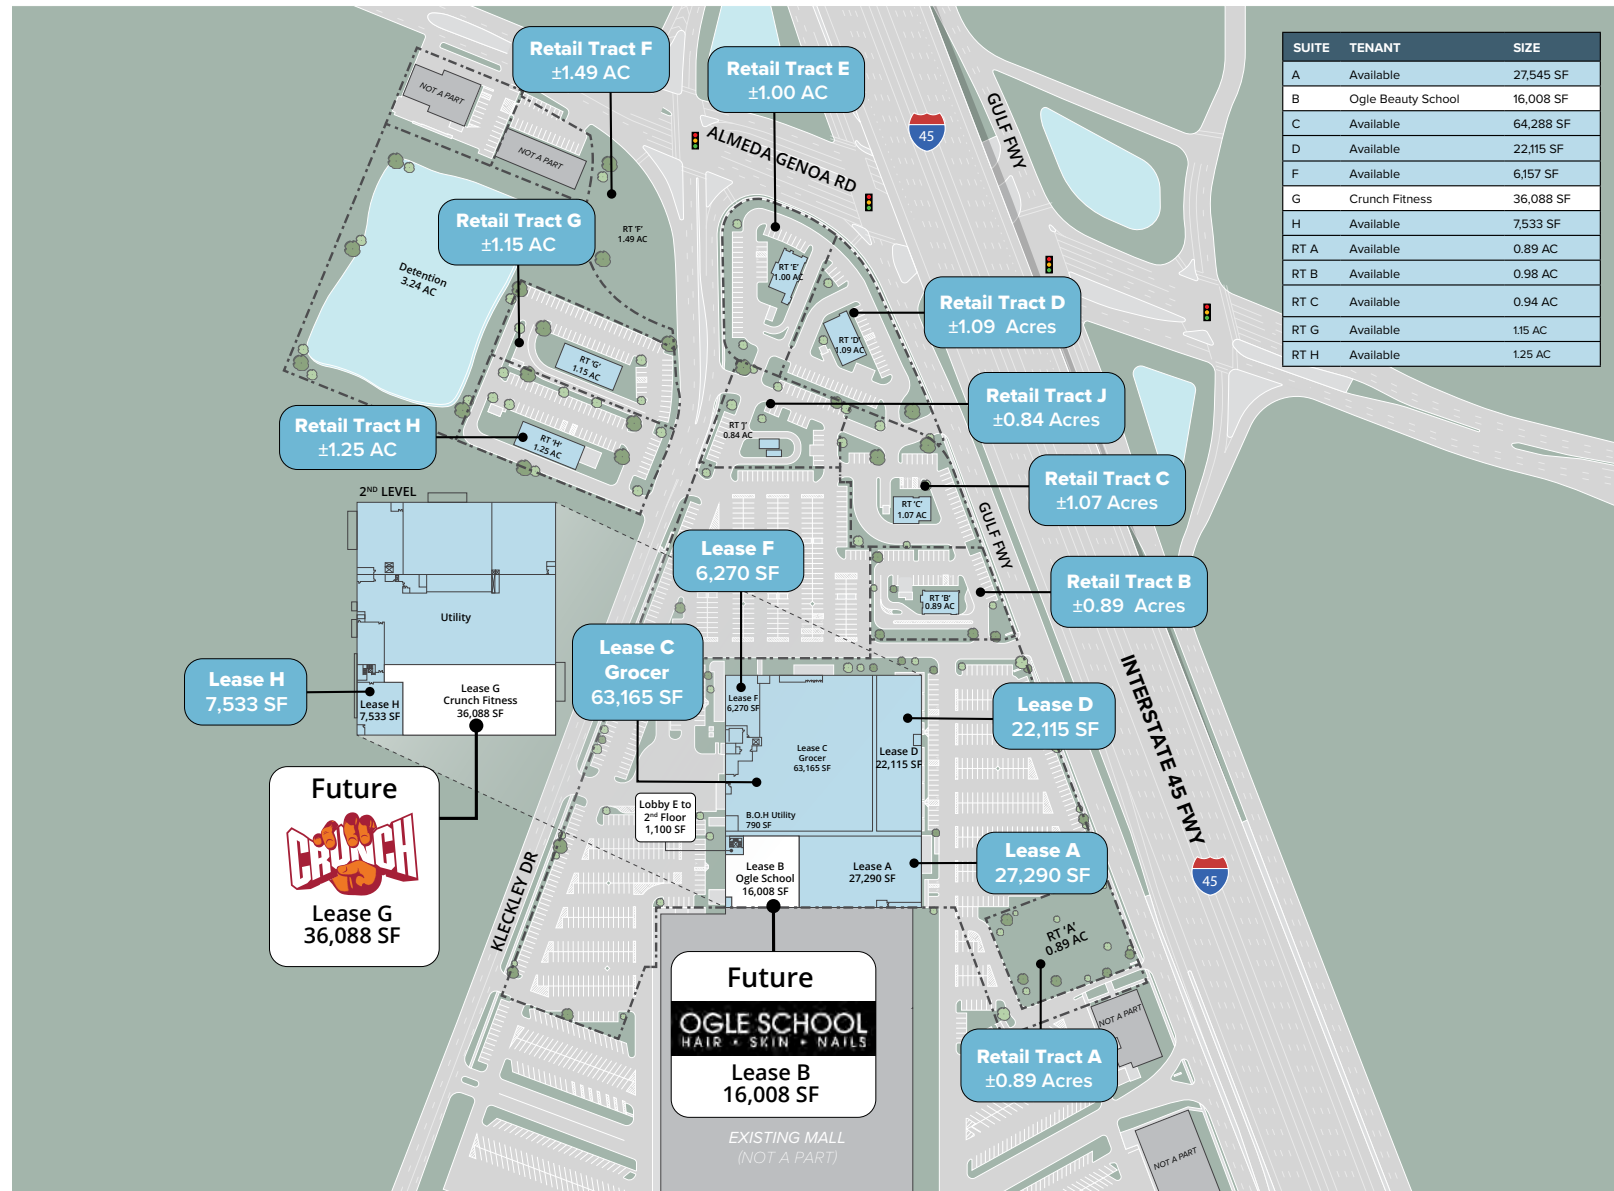 Retail Tract F
±1.49 AC
Retail Tract E
±1.00 AC
SUITE TENANT SIZE
A Available 27,545 SF
B Ogle Beauty School 16,008 SF
C Available 64,288 SF
D Available 22,115 SF
F Available 6,157 SF
G Crunch Fitness 36,088 SF
H Available 7,533 SF
RT A Available 0.89 AC
RT B Available 0.98 AC
RT C Available 0.94 AC
RT G Available 1.15 AC
RT H Available 1.25 AC
NOT A PART
NOT A PART
ALMEDA GENOA RD
GULF FWY
45
Retail Tract G
±1.15 AC
RT 'F'
1.49 AC
Detention
3.24 AC
RT 'E'
1.00 AC
Retail Tract D
±1.09 Acres
RT 'D'
1.09 AC
RT 'G'
1.15 AC
Retail Tract J
±0.84 Acres
Retail Tract H
±1.25 AC
RT 'H'
1.25 AC
RT 'J'
0.84 AC
Retail Tract C
±1.07 Acres
RT 'C'
1.07 AC
GULF FWY
2ND LEVEL
Lease F
6,270 SF
Retail Tract B
±0.89 Acres
RT 'B'
0.89 AC
Utility
Lease C
Grocer
63,165 SF
INTERSTATE 45 FWY
Lease H
7,533 SF
Lease H
7,533 SF
Lease G
Crunch Fitness
36,088 SF
Lease F
6,270 SF
Lease D
22,115 SF
Lease C
Grocer
63,165 SF
Lease D
22,115 SF
Future
CRUNCH
Lease G
36,088 SF
Lobby E to
2nd Floor
1,100 SF
B.O.H Utility
790 SF
Lease B
Ogle School
16,008 SF
Lease A
27,290 SF
Lease A
27,290 SF
45
KLECKLEY DR
RT 'A'
0.89 AC
Future
OGLE SCHOOL
HAIR • SKIN • NAILS
Lease B
16,008 SF
NOT A PART
Retail Tract A
±0.89 Acres
EXISTING MALL
(NOT A PART)
NOT A PART